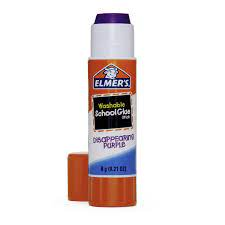 ELMER'S
Washable
School Glue
STICK
DISAPPEARING
PURPLE
6 g (0.21 OZ)